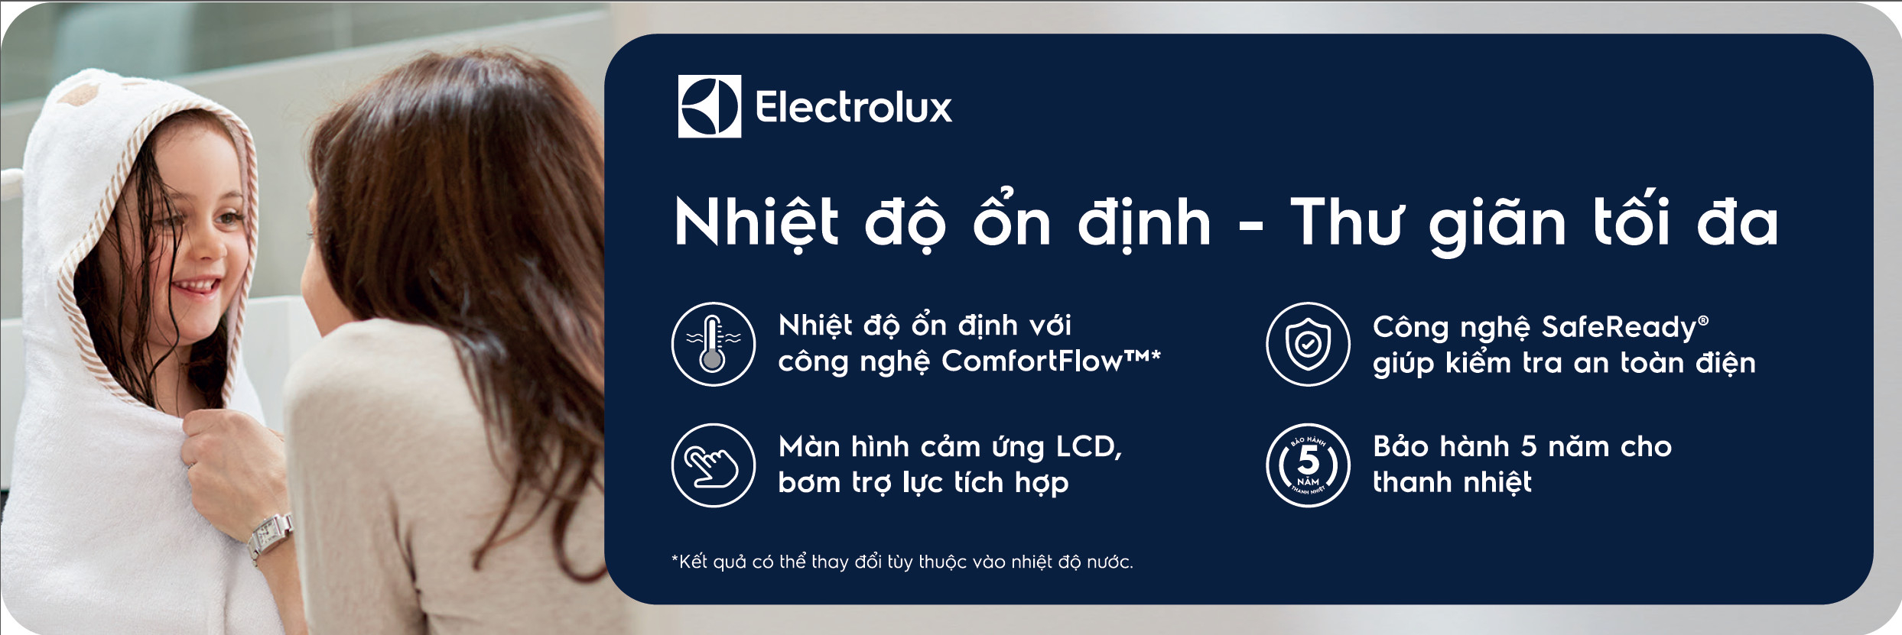 Electrolux
Nhiệt độ ổn định - Thư giãn tối đa
Nhiệt độ ổn định với
công nghệ ComfortFlow™*
Công nghệ SafeReady®
giúp kiểm tra an toàn điện
Màn hình cảm ứng LCD,
bơm trợ lực tích hợp
BẢO HÀNH
5
NĂM
THANH NHIỆT
Bảo hành 5 năm cho
thanh nhiệt
*Kết quả có thể thay đổi tùy thuộc vào nhiệt độ nước.